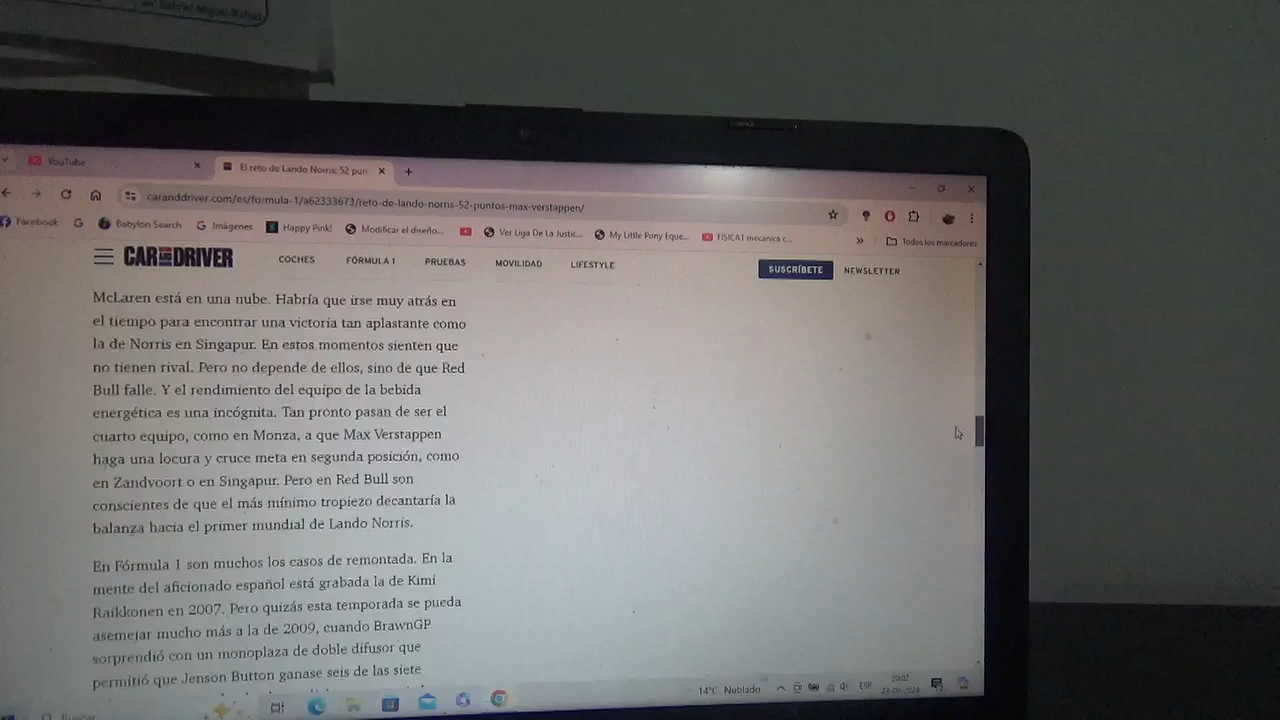 YouTube
El reto de Lando Norris: 52 pun
caranddriver.com/es/formula-1/a62333673/reto-de-lando-norris-52-puntos-max-verstappen/
Facebook
Babylon Search
Imágenes
Happy Pink!
Modificar el diseño...
Ver Liga De La Justic...
My Little Pony Eque...
FISICA1 mecanica c...
»
Todos los marcadores
CAR AND DRIVER
COCHES
FÓRMULA 1
PRUEBAS
MOVILIDAD
LIFESTYLE
SUSCRÍBETE
NEWSLETTER
McLaren está en una nube. Habría que irse muy atrás en
el tiempo para encontrar una victoria tan aplastante como
la de Norris en Singapur. En estos momentos sienten que
no tienen rival. Pero no depende de ellos, sino de que Red
Bull falle. Y el rendimiento del equipo de la bebida
energética es una incógnita. Tan pronto pasan de ser el
cuarto equipo, como en Monza, a que Max Verstappen
haga una locura y cruce meta en segunda posición, como
en Zandvoort o en Singapur. Pero en Red Bull son
conscientes de que el más mínimo tropiezo decantaría la
balanza hacia el primer mundial de Lando Norris.
En Fórmula 1 son muchos los casos de remontada. En la
mente del aficionado español está grabada la de Kimi
Raikkonen en 2007. Pero quizás esta temporada se pueda
asemejar mucho más a la de 2009, cuando BrawnGP
sorprendió con un monoplaza de doble difusor que
permitió que Jenson Button ganase seis de las siete
14°C Nublado
ESP
20:02
23-09-2024
Buscar